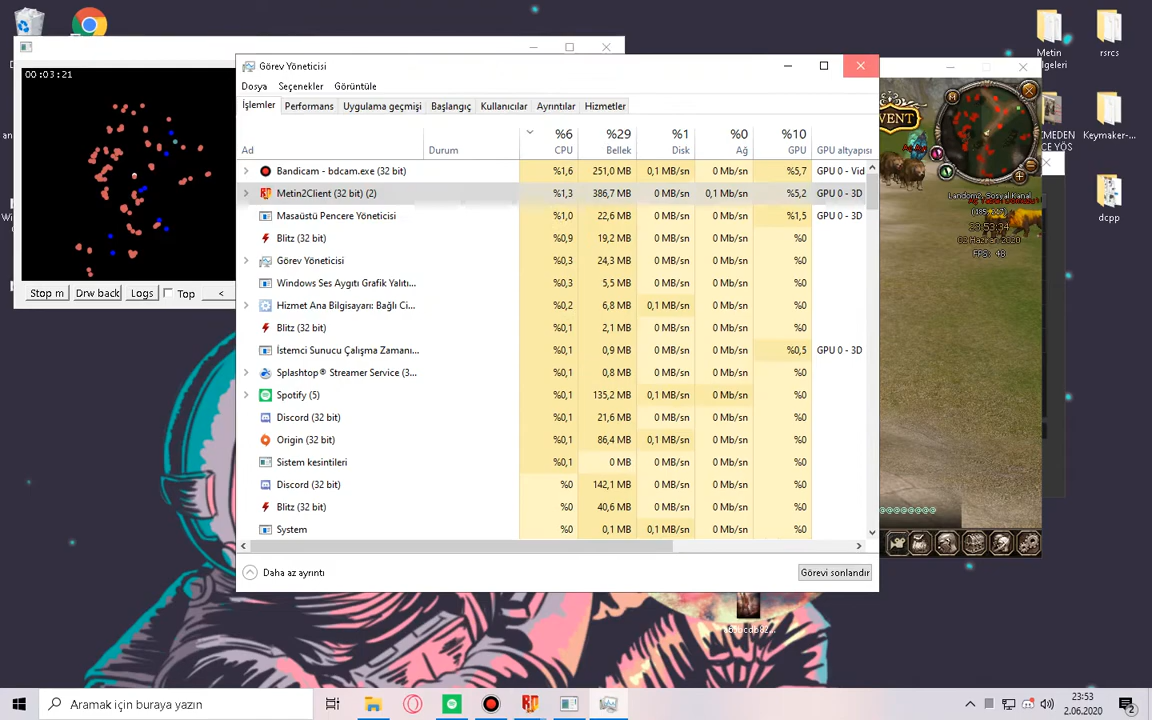 00:03:21
Stop m
Drw back
Logs
Top
<
Görev Yöneticisi
Dosya Seçenekler Görüntüle
İşlemler Performans Uygulama geçmişi Başlangıç Kullanıcılar Ayrıntılar Hizmetler
%6 %29 %1 %0 %10
Ad Durum CPU Bellek Disk Ağ GPU GPU altyapısı
Bandicam - bdcam.exe (32 bit) %1,6 251,0 MB 0 MB/sn 0 Mb/sn %5,7 GPU 0 - Vid
Metin2Client (32 bit) (2) %1,3 386,7 MB 0 MB/sn 0,1 Mb/sn %5,2 GPU 0 - 3D
Masaüstü Pencere Yöneticisi %1,0 22,6 MB 0 MB/sn 0 Mb/sn %1,5 GPU 0 - 3D
Blitz (32 bit) %0,9 19,2 MB 0 MB/sn 0 Mb/sn %0
Görev Yöneticisi %0,3 24,3 MB 0 MB/sn 0 Mb/sn %0
Windows Ses Aygıtı Grafik Yalıtı... %0,3 5,5 MB 0 MB/sn 0 Mb/sn %0
Hizmet Ana Bilgisayarı: Bağlı Ci... %0,2 6,8 MB 0,1 MB/sn 0 Mb/sn %0
Blitz (32 bit) %0,1 2,1 MB 0 MB/sn 0 Mb/sn %0
İstemci Sunucu Çalışma Zamanı... %0,1 0,9 MB 0 MB/sn 0 Mb/sn %0,5 GPU 0 - 3D
Splashtop® Streamer Service (3... %0,1 0,8 MB 0 MB/sn 0 Mb/sn %0
Spotify (5) %0,1 135,2 MB 0,1 MB/sn 0 Mb/sn %0
Discord (32 bit) %0,1 21,6 MB 0 MB/sn 0 Mb/sn %0
Origin (32 bit) %0,1 86,4 MB 0,1 MB/sn 0 Mb/sn %0
Sistem kesintileri %0,1 0 MB 0 MB/sn 0 Mb/sn %0
Discord (32 bit) %0 142,1 MB 0 MB/sn 0 Mb/sn %0
Blitz (32 bit) %0 40,6 MB 0 MB/sn 0 Mb/sn %0
System %0 0,1 MB 0,1 MB/sn 0 Mb/sn %0
Daha az ayrıntı
Görevi sonlandır
VENT
M
23:53:34
02 Haziran 2020
FPS: 48
@@@@@@@@
Metin
rsrcs
Keymaker-...
dcpp
Aramak için buraya yazın
23:53
2.06.2020
2